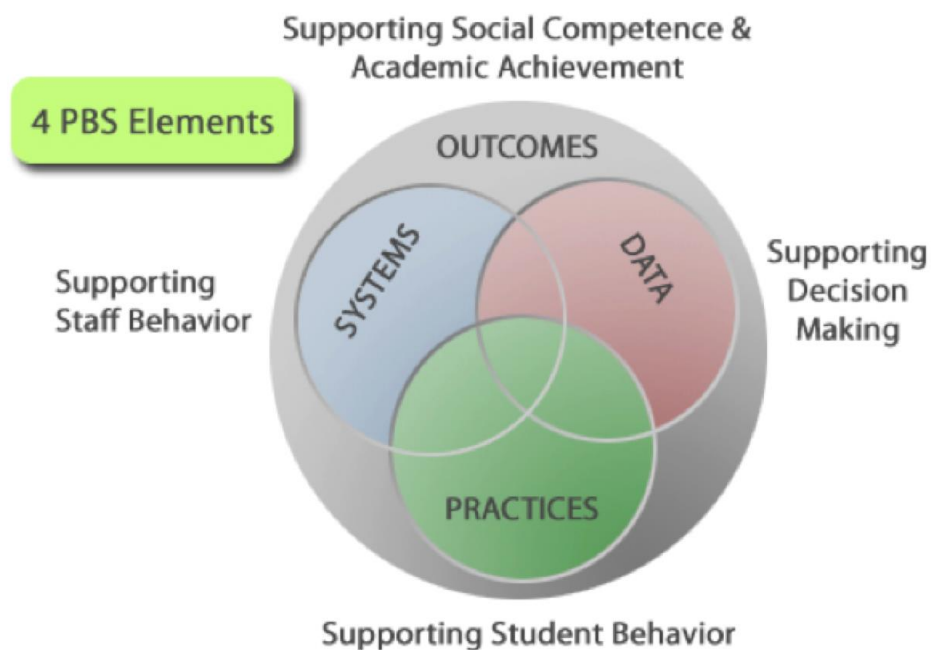 Supporting Social Competence &
Academic Achievement
4 PBS Elements
OUTCOMES
SYSTEMS
DATA
Supporting
Staff Behavior
Supporting
Decision
Making
PRACTICES
Supporting Student Behavior